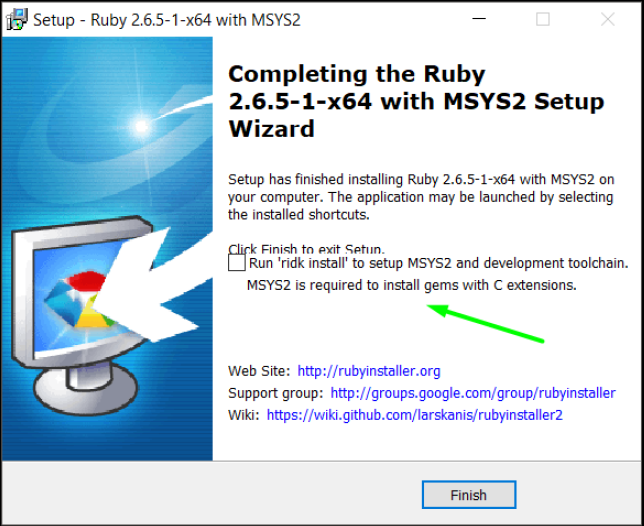 Setup - Ruby 2.6.5-1-x64 with MSYS2
Completing the Ruby
2.6.5-1-x64 with MSYS2 Setup
Wizard
Setup has finished installing Ruby 2.6.5-1-x64 with MSYS2 on
your computer. The application may be launched by selecting
the installed shortcuts.
Click Finish to exit Setup.
Run 'ridk install' to setup MSYS2 and development toolchain.
MSYS2 is required to install gems with C extensions.
Web Site: http://rubyinstaller.org
Support group: http://groups.google.com/group/rubyinstaller
Wiki: https://wiki.github.com/larskanis/rubyinstaller2
Finish